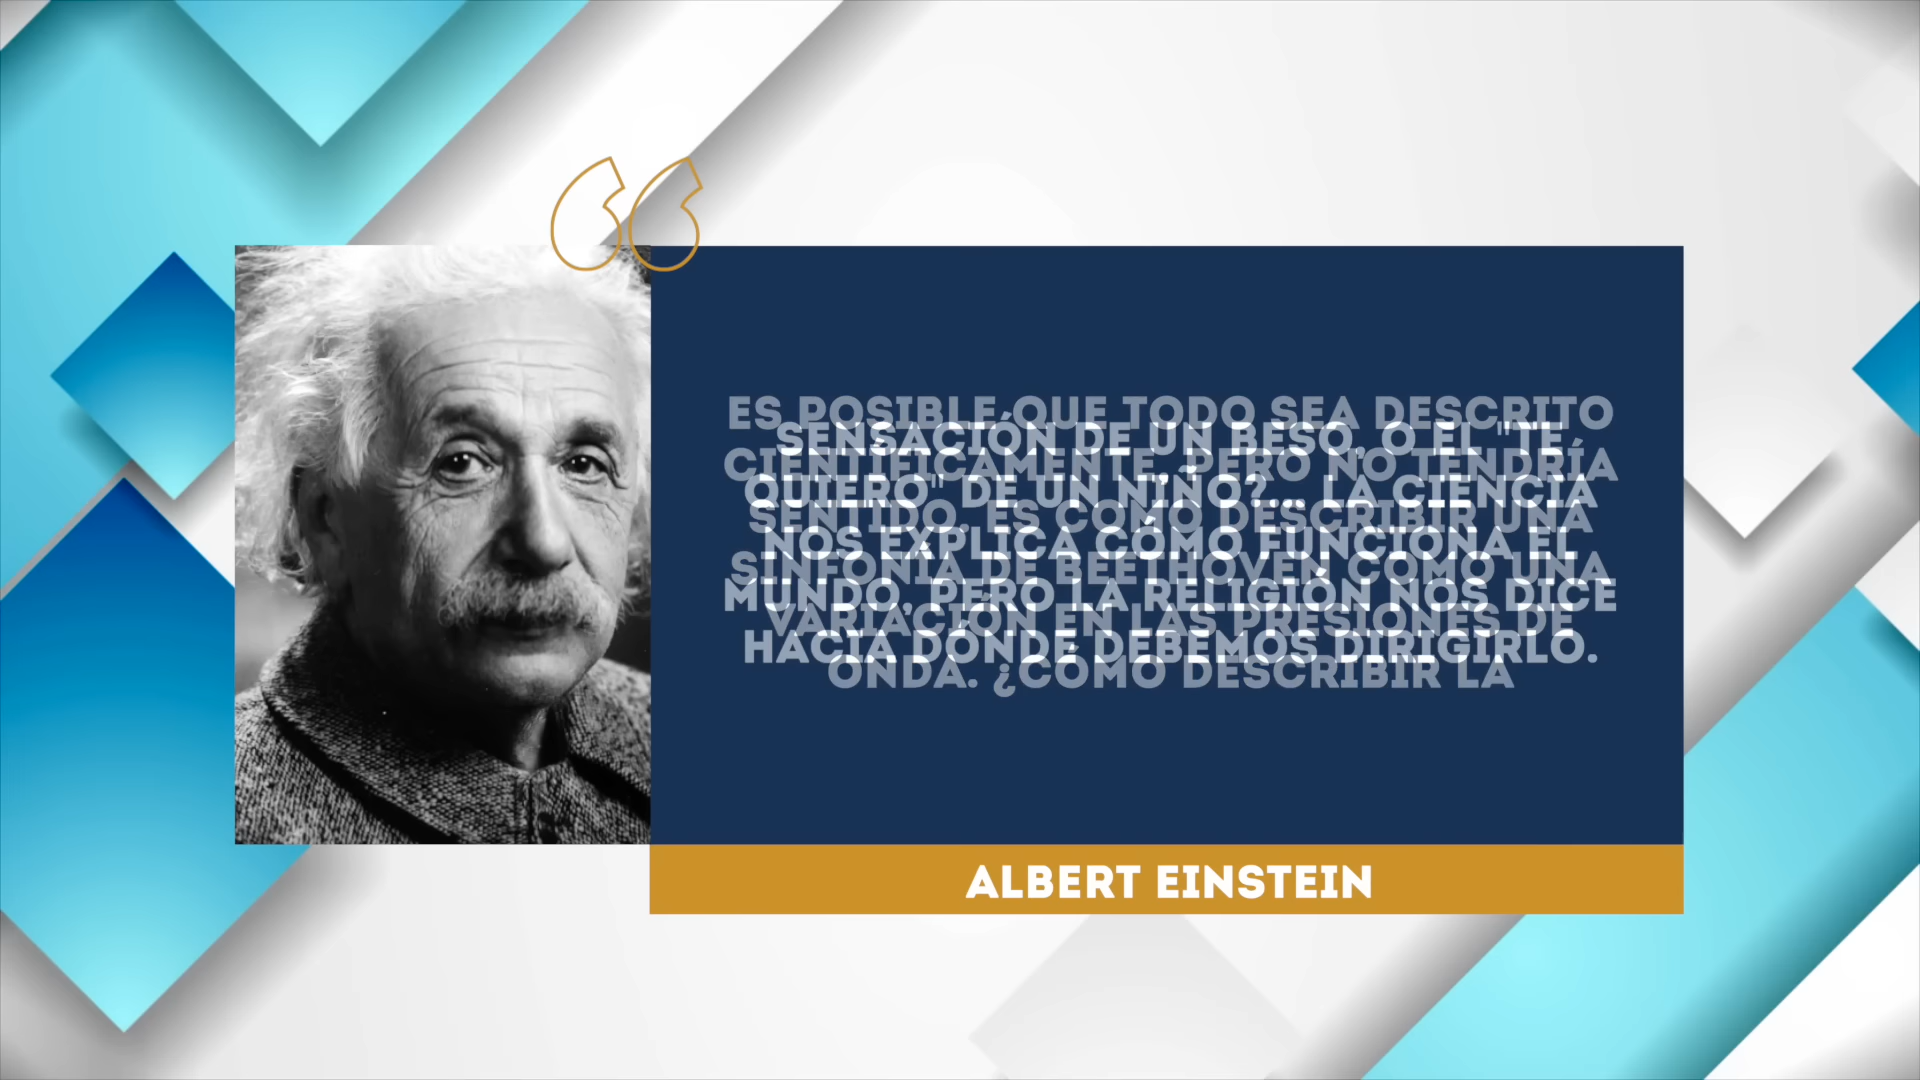 ES POSIBLE QUE TODO SEA DESCRITO
CIENTÍFICAMENTE, PERO NO TENDRÍA
SENTIDO. ES COMO DESCRIBIR UNA
SINFONÍA DE BEETHOVEN COMO UNA
VARIACIÓN EN LAS PRESIONES DE
ONDA. ¿CÓMO DESCRIBIR LA
SENSACIÓN DE UN BESO, O EL "TE
QUIERO" DE UN NIÑO?... LA CIENCIA
NOS EXPLICA CÓMO FUNCIONA EL
MUNDO, PERO LA RELIGIÓN NOS DICE
HACIA DÓNDE DEBEMOS DIRIGIRLO.
ALBERT EINSTEIN